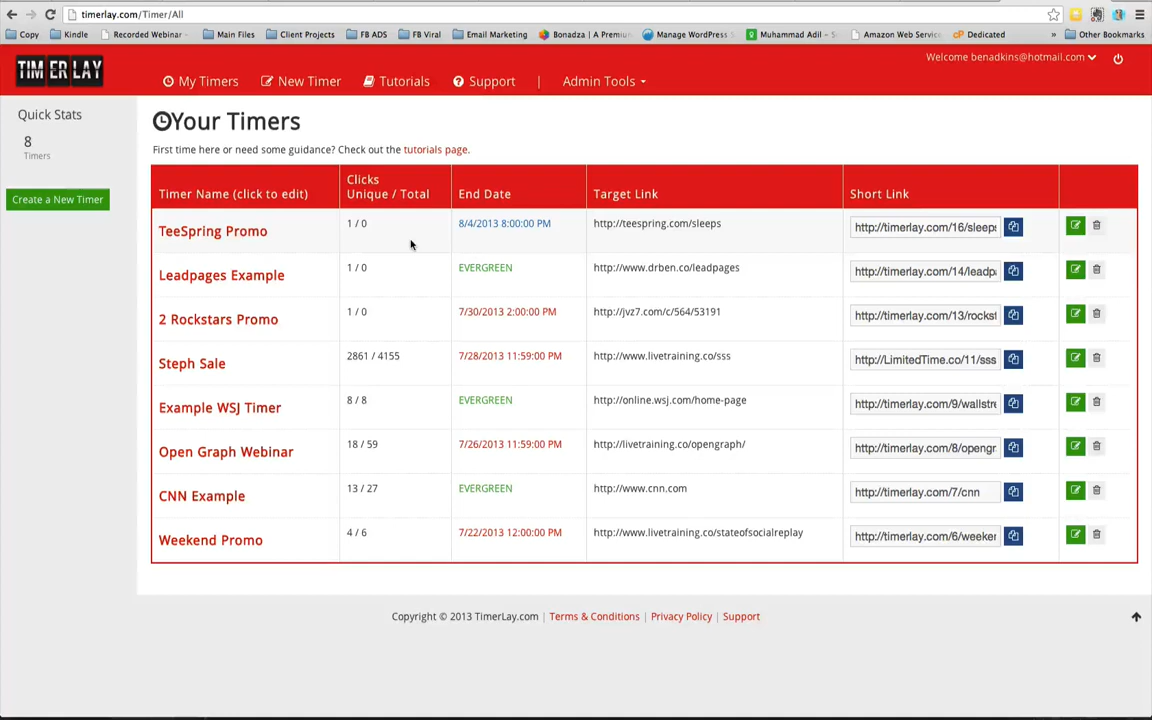 timerlay.com/Timer/All
Copy Kindle Recorded Webinar Main Files Client Projects FB ADS FB Viral Email Marketing Bonadza | A Premium Manage WordPress Muhammad Adil - Amazon Web Service Dedicated » Other Bookmarks
TIMERLAY
My Timers New Timer Tutorials Support | Admin Tools
Welcome benadkins@hotmail.com
Quick Stats
8
Timers
Create a New Timer
Your Timers
First time here or need some guidance? Check out the tutorials page.
Timer Name (click to edit) Clicks Unique / Total End Date Target Link Short Link
TeeSpring Promo 1 / 0 8/4/2013 8:00:00 PM http://teespring.com/sleeps http://timerlay.com/16/sleeps
Leadpages Example 1 / 0 EVERGREEN http://www.drben.co/leadpages http://timerlay.com/14/leadp
2 Rockstars Promo 1 / 0 7/30/2013 2:00:00 PM http://jvz7.com/c/564/53191 http://timerlay.com/13/rockst
Steph Sale 2861 / 4155 7/28/2013 11:59:00 PM http://www.livetraining.co/sss http://LimitedTime.co/11/sss
Example WSJ Timer 8 / 8 EVERGREEN http://online.wsj.com/home-page http://timerlay.com/9/wallstre
Open Graph Webinar 18 / 59 7/26/2013 11:59:00 PM http://livetraining.co/opengraph/ http://timerlay.com/8/opengr
CNN Example 13 / 27 EVERGREEN http://www.cnn.com http://timerlay.com/7/cnn
Weekend Promo 4 / 6 7/22/2013 12:00:00 PM http://www.livetraining.co/stateofsocialreplay http://timerlay.com/6/weeken
Copyright © 2013 TimerLay.com | Terms & Conditions | Privacy Policy | Support